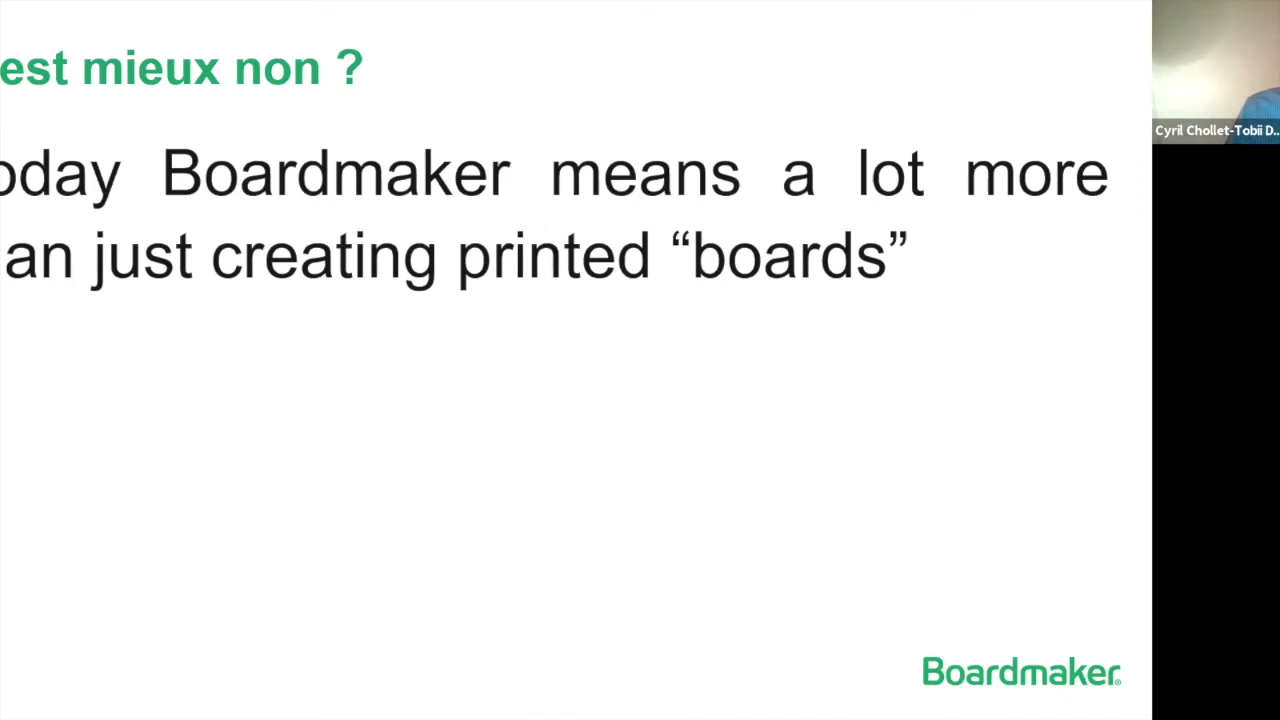 est mieux non ?
oday Boardmaker means a lot more
an just creating printed “boards”
Cyril Chollet-Tobii D...
Boardmaker®